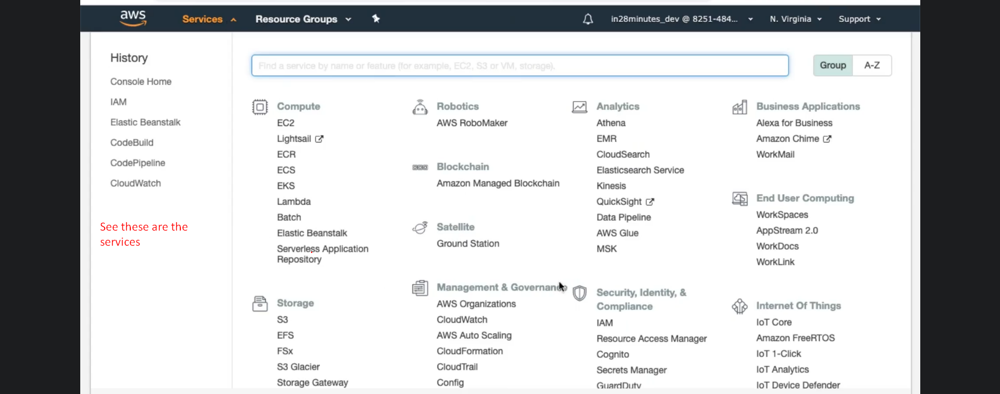 aws Services Resource Groups in28minutes_dev @ 8251-484... N. Virginia Support
History
Console Home
IAM
Elastic Beanstalk
CodeBuild
CodePipeline
CloudWatch
See these are the
services
Find a service by name or feature (for example, EC2, S3 or VM, storage).
Group A-Z
Compute
EC2
Lightsail
ECR
ECS
EKS
Lambda
Batch
Elastic Beanstalk
Serverless Application
Repository
Storage
S3
EFS
FSx
S3 Glacier
Storage Gateway
Robotics
AWS RoboMaker
Blockchain
Amazon Managed Blockchain
Satellite
Ground Station
Management & Governance
AWS Organizations
CloudWatch
AWS Auto Scaling
CloudFormation
CloudTrail
Config
Analytics
Athena
EMR
CloudSearch
Elasticsearch Service
Kinesis
QuickSight
Data Pipeline
AWS Glue
MSK
Security, Identity, &
Compliance
IAM
Resource Access Manager
Cognito
Secrets Manager
GuardDuty
Business Applications
Alexa for Business
Amazon Chime
WorkMail
End User Computing
WorkSpaces
AppStream 2.0
WorkDocs
WorkLink
Internet Of Things
IoT Core
Amazon FreeRTOS
IoT 1-Click
IoT Analytics
IoT Device Defender